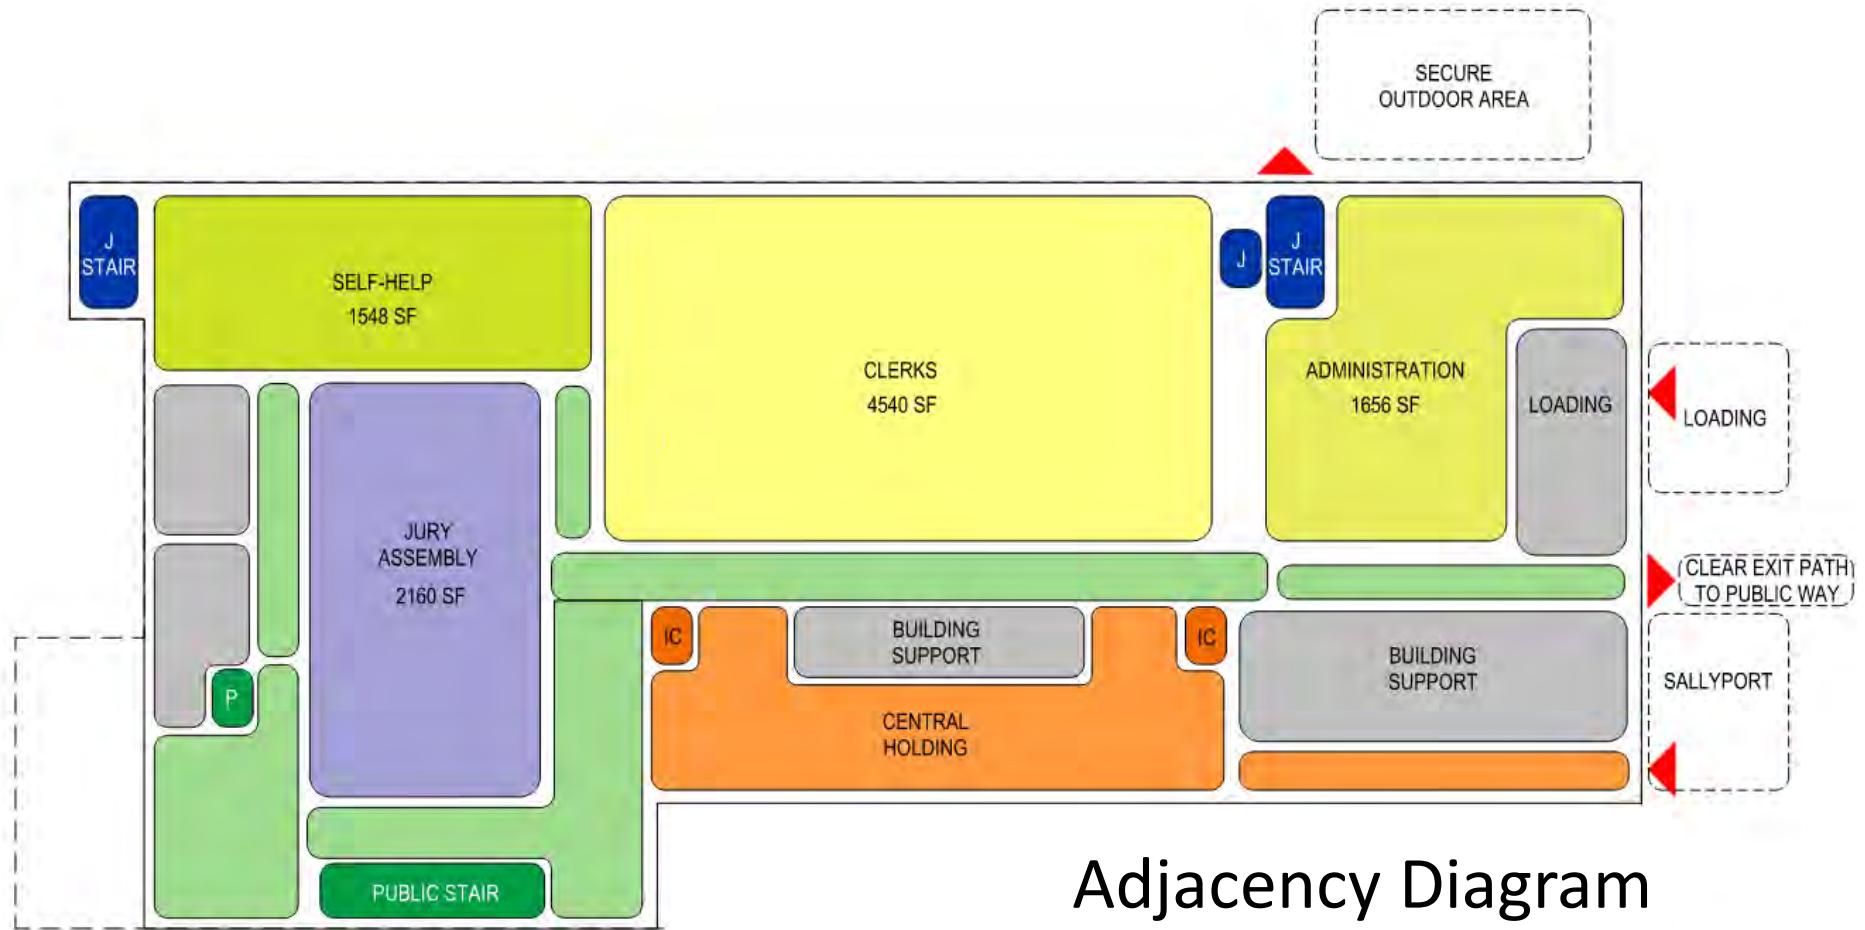 SECURE
OUTDOOR AREA
J
STAIR
SELF-HELP
1548 SF
CLERKS
4540 SF
J
J
STAIR
ADMINISTRATION
1656 SF
LOADING
LOADING
JURY
ASSEMBLY
2160 SF
CLEAR EXIT PATH
TO PUBLIC WAY
IC
BUILDING
SUPPORT
IC
BUILDING
SUPPORT
SALLYPORT
P
CENTRAL
HOLDING
PUBLIC STAIR
Adjacency Diagram